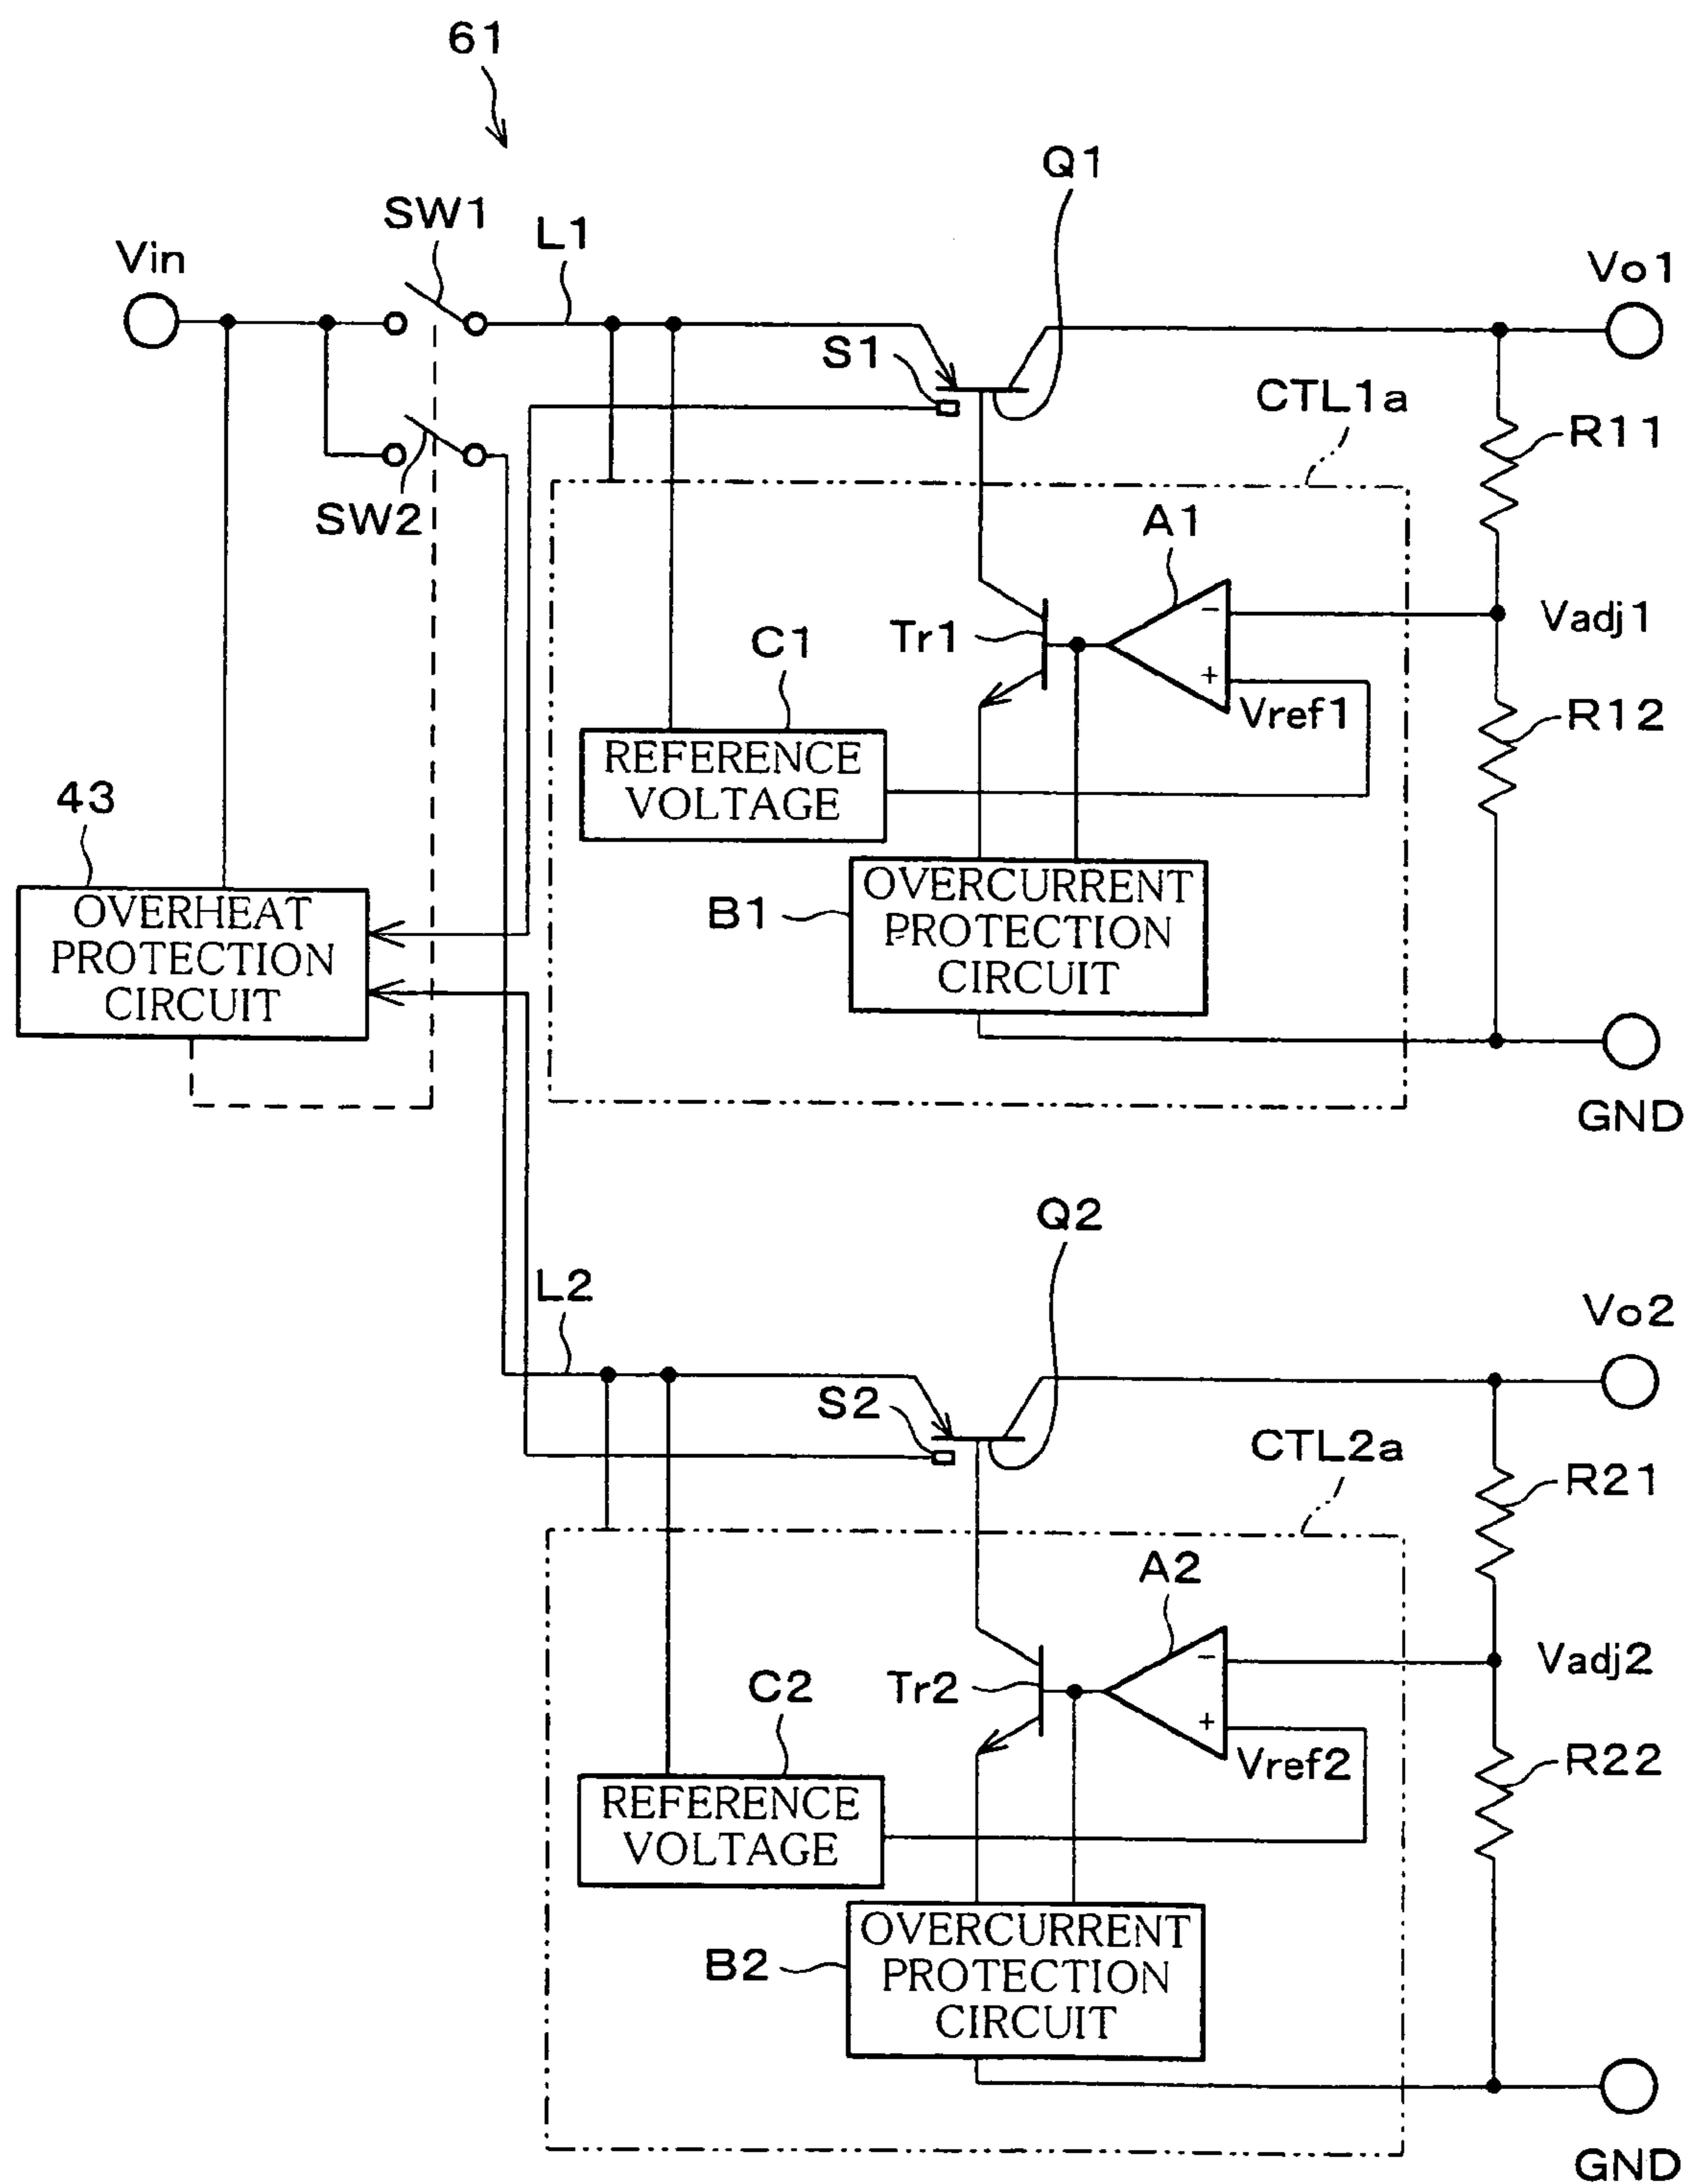 61
Q1
SW1
L1
Vin
Vo1
S1
CTL1a
R11
SW2
A1
−
Vadj1
Tr1
C1
+
Vref1
R12
REFERENCE
VOLTAGE
43
OVERHEAT
PROTECTION
CIRCUIT
B1
OVERCURRENT
PROTECTION
CIRCUIT
GND
Q2
L2
Vo2
S2
CTL2a
R21
A2
−
Vadj2
Tr2
C2
+
Vref2
R22
REFERENCE
VOLTAGE
B2
OVERCURRENT
PROTECTION
CIRCUIT
GND